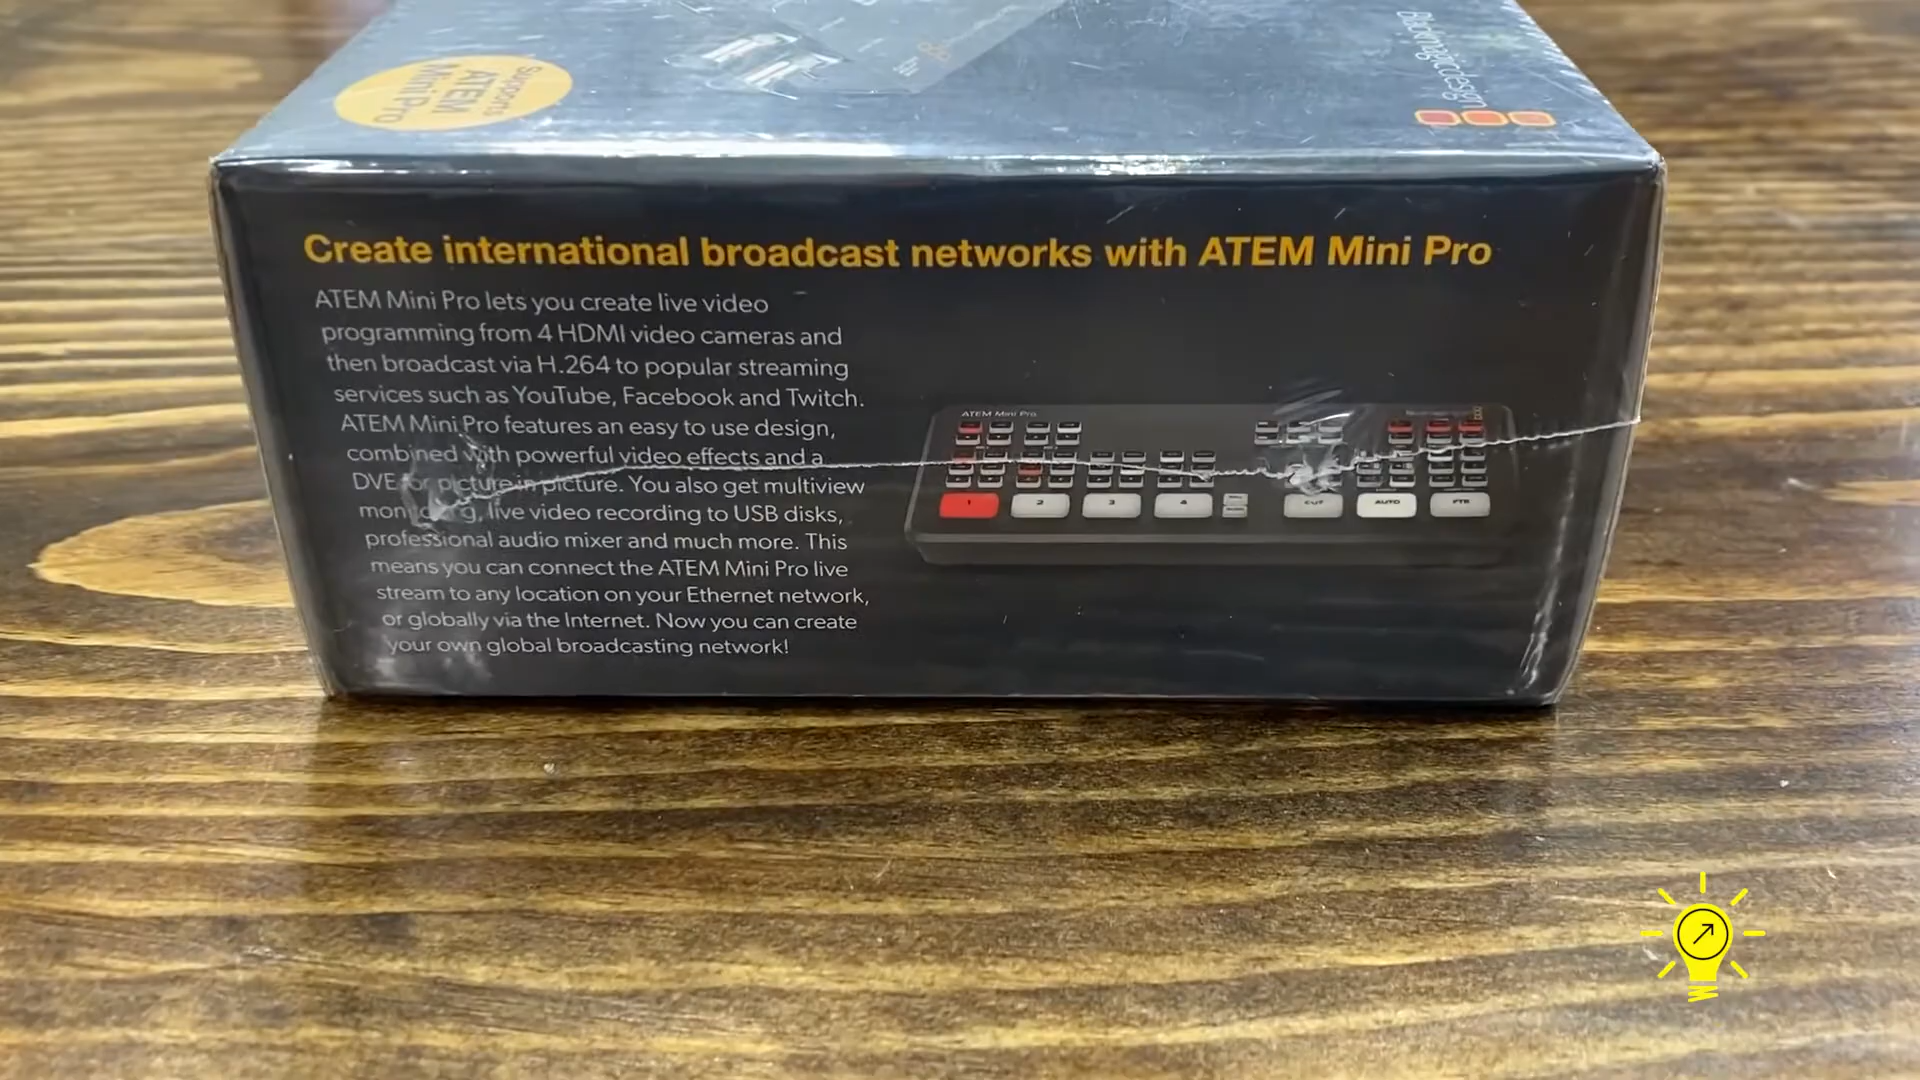 Supports
ATEM
Mini Pro
Blackmagicdesign
Create international broadcast networks with ATEM Mini Pro
ATEM Mini Pro lets you create live video
programming from 4 HDMI video cameras and
then broadcast via H.264 to popular streaming
services such as YouTube, Facebook and Twitch.
ATEM Mini Pro features an easy to use design,
combined with powerful video effects and a
DVE for picture in picture. You also get multiview
monitoring, live video recording to USB disks,
professional audio mixer and much more. This
means you can connect the ATEM Mini Pro live
stream to any location on your Ethernet network,
or globally via the Internet. Now you can create
your own global broadcasting network!
ATEM Mini Pro
1 2 3 4 CUT AUTO FTB